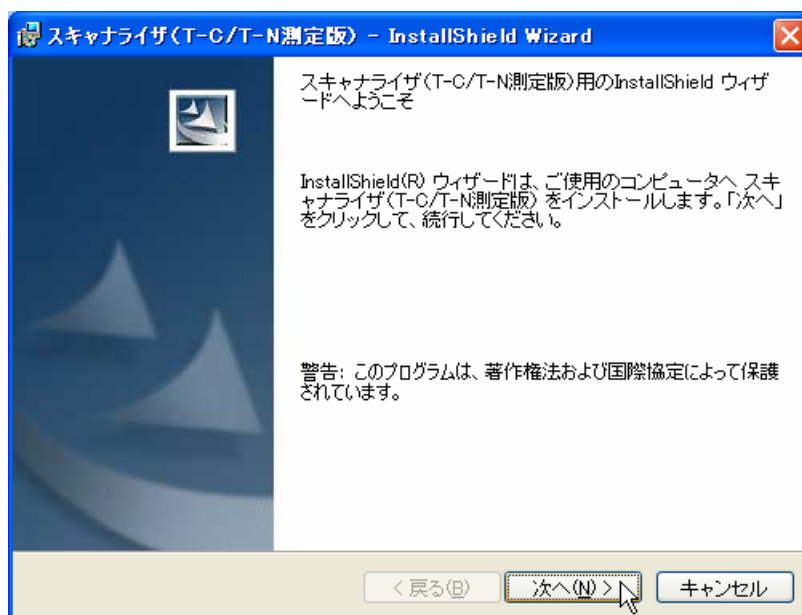 スキャナライザ(T-C/T-N測定版) - InstallShield Wizard
スキャナライザ(T-C/T-N測定版)用のInstallShield ウィザ
ードへようこそ
InstallShield(R) ウィザードは、ご使用のコンピュータへ スキ
ャナライザ(T-C/T-N測定版) をインストールします。「次へ」
をクリックして、続行してください。
警告: このプログラムは、著作権法および国際協定によって保護
されています。
< 戻る(B)
次へ(N) >
キャンセル